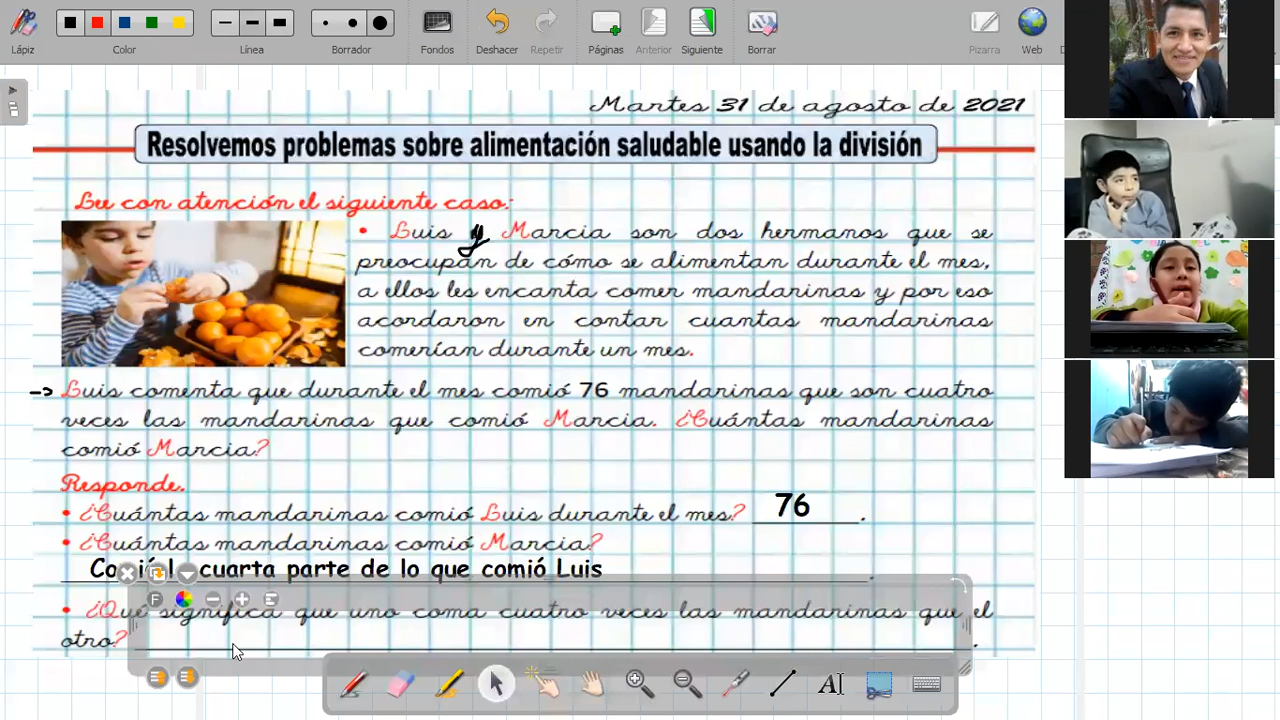 Lápiz
Color
Línea
Borrador
Fondos
Deshacer
Repetir
Páginas
Anterior
Siguiente
Borrar
Pizarra
Web
Martes 31 de agosto de 2021
Resolvemos problemas sobre alimentación saludable usando la división
Lee con atención el siguiente caso:
• Luis y Marcia son dos hermanos que se
preocupan de cómo se alimentan durante el mes,
a ellos les encanta comer mandarinas y por eso
acordaron en contar cuantas mandarinas
comerían durante un mes.
-> Luis comenta que durante el mes comió 76 mandarinas que son cuatro
veces las mandarinas que comió Marcia. ¿Cuántas mandarinas
comió Marcia?
Responde.
• ¿Cuántas mandarinas comió Luis durante el mes? 76.
• ¿Cuántas mandarinas comió Marcia?
cuarta parte de lo que comió Luis.
• ¿Qué significa que uno coma cuatro veces las mandarinas que el
otro? .